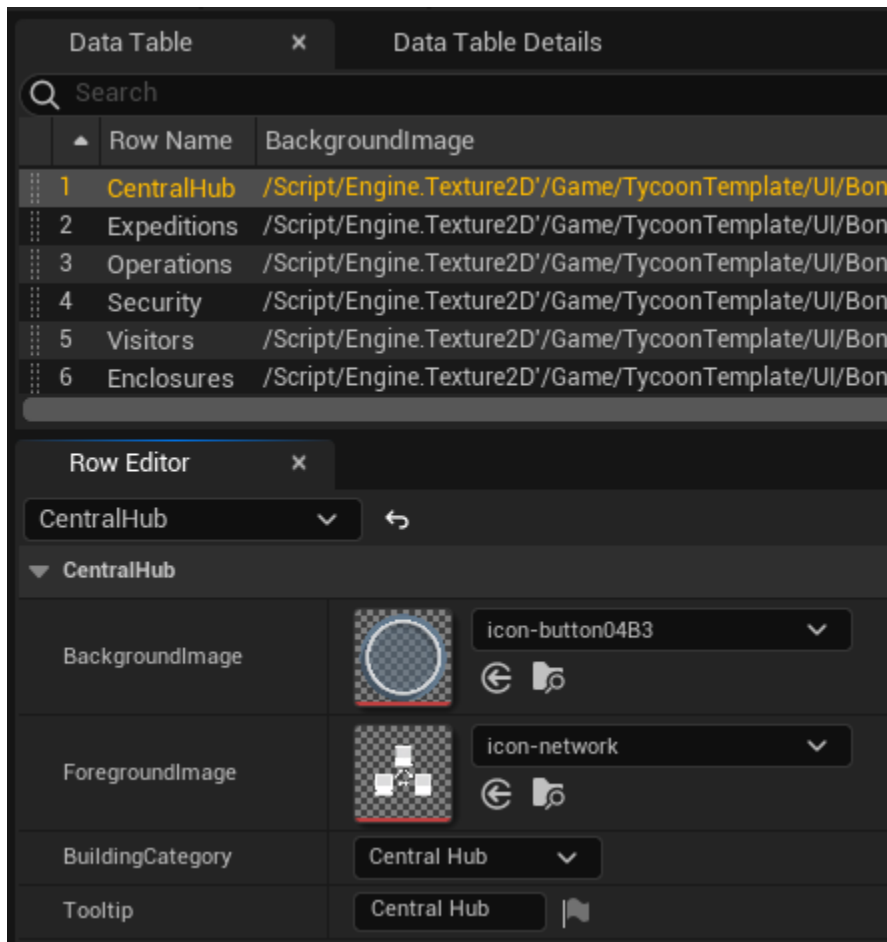 Data Table Data Table Details
Search
Row Name BackgroundImage
1 CentralHub /Script/Engine.Texture2D'/Game/TycoonTemplate/UI/Bon
2 Expeditions /Script/Engine.Texture2D'/Game/TycoonTemplate/UI/Bon
3 Operations /Script/Engine.Texture2D'/Game/TycoonTemplate/UI/Bon
4 Security /Script/Engine.Texture2D'/Game/TycoonTemplate/UI/Bon
5 Visitors /Script/Engine.Texture2D'/Game/TycoonTemplate/UI/Bon
6 Enclosures /Script/Engine.Texture2D'/Game/TycoonTemplate/UI/Bon
Row Editor
CentralHub
CentralHub
BackgroundImage icon-button04B3
ForegroundImage icon-network
BuildingCategory Central Hub
Tooltip Central Hub